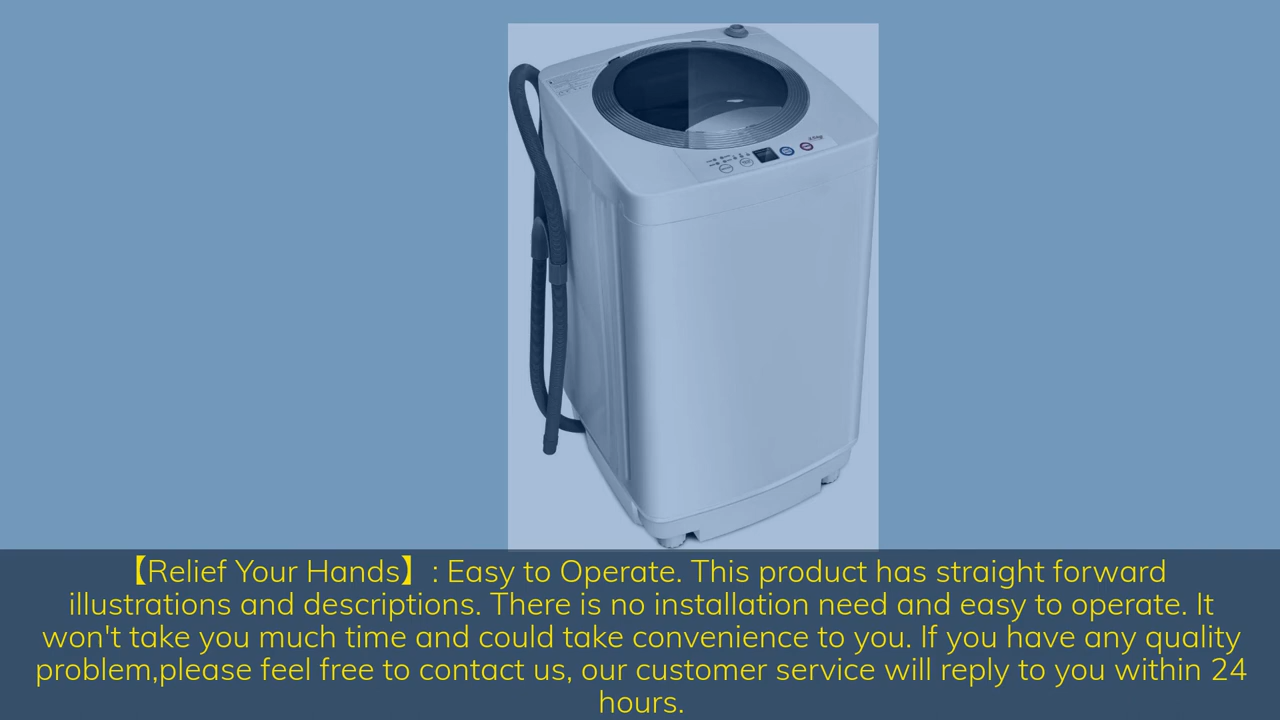 【Relief Your Hands】: Easy to Operate. This product has straight forward
illustrations and descriptions. There is no installation need and easy to operate. It
won't take you much time and could take convenience to you. If you have any quality
problem,please feel free to contact us, our customer service will reply to you within 24
hours.